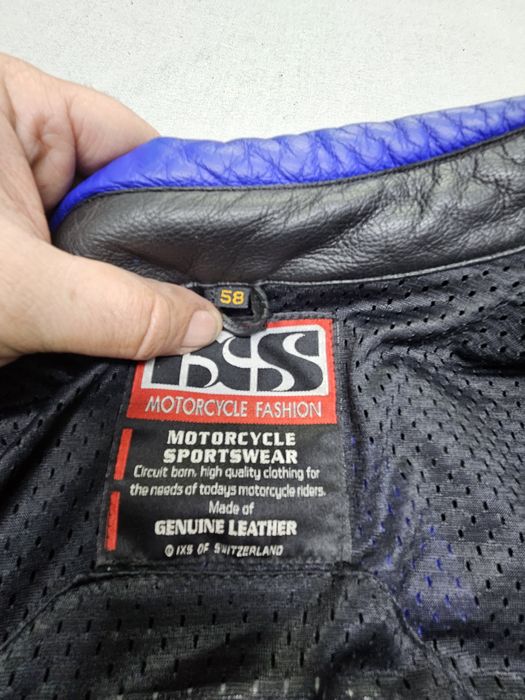 58
iXS
MOTORCYCLE FASHION
MOTORCYCLE
SPORTSWEAR
Circuit born, high quality clothing for
the needs of todays motorcycle riders.
Made of
GENUINE LEATHER
© IXS OF SWITZERLAND